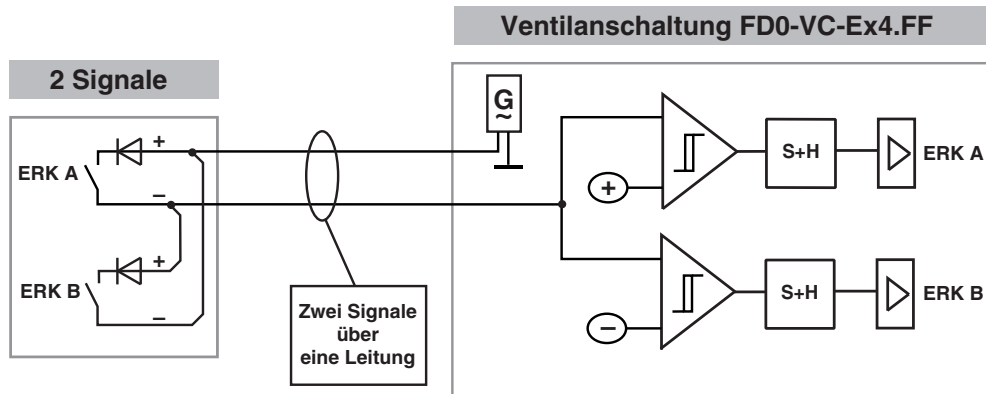 Ventilanschaltung FD0-VC-Ex4.FF
2 Signale
G
~
+
ERK A
–
+
ERK B
–
Zwei Signale
über
eine Leitung
+
S+H
ERK A
–
S+H
ERK B